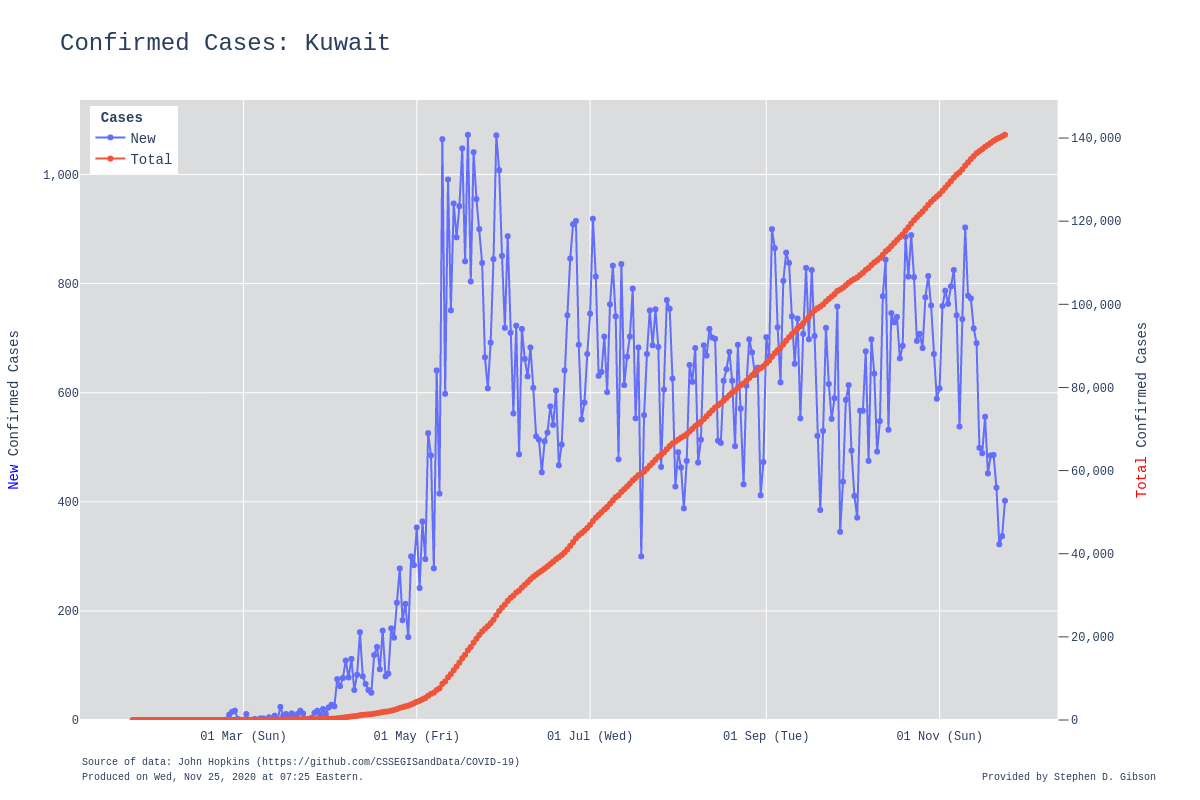 Confirmed Cases: Kuwait
Cases
New
Total
1,000
800
600
400
200
0
140,000
120,000
100,000
80,000
60,000
40,000
20,000
0
New Confirmed Cases
Total Confirmed Cases
01 Mar (Sun)
01 May (Fri)
01 Jul (Wed)
01 Sep (Tue)
01 Nov (Sun)
Source of data: John Hopkins (https://github.com/CSSEGISandData/COVID-19)
Produced on Wed, Nov 25, 2020 at 07:25 Eastern.
Provided by Stephen D. Gibson